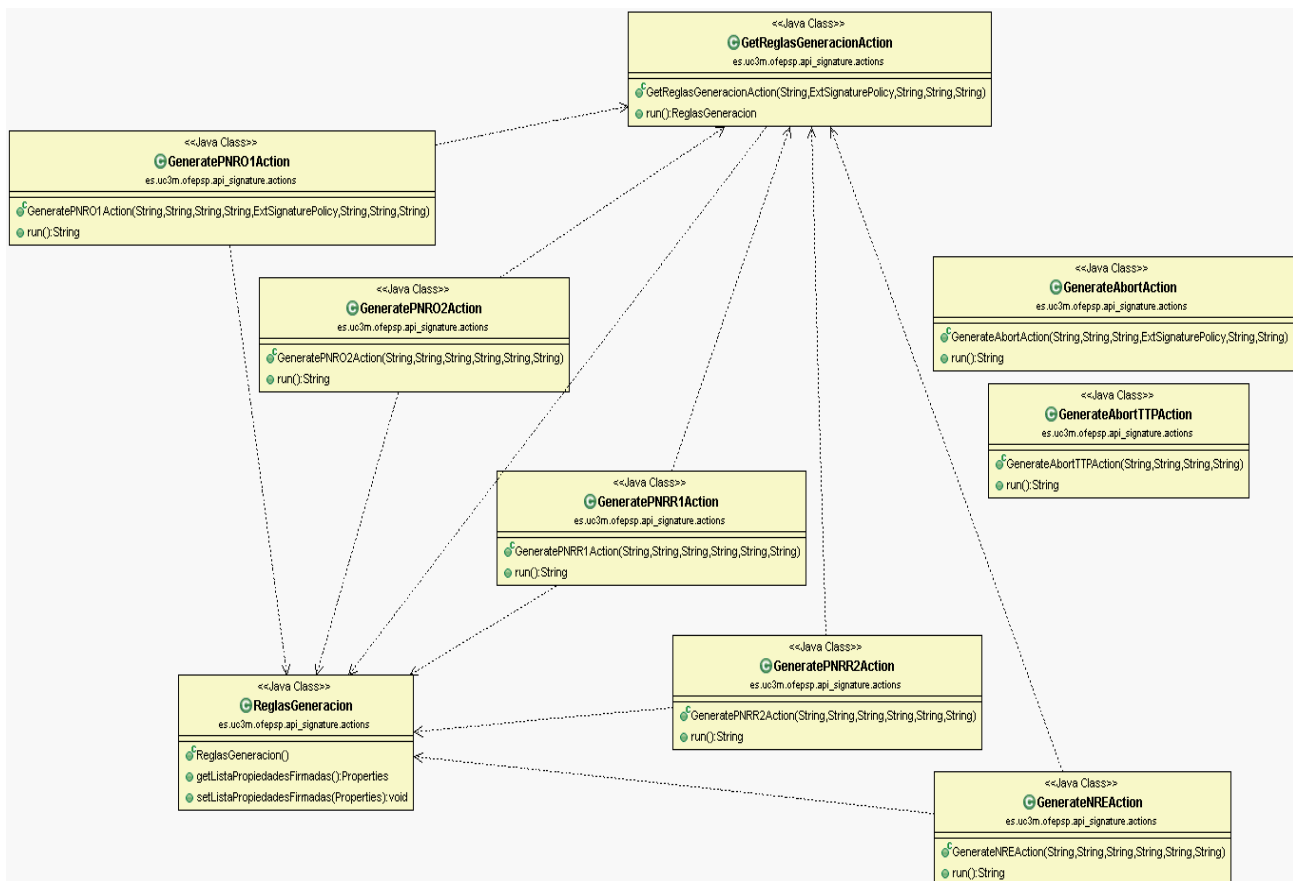 <<Java Class>>
GetReglasGeneracionAction
es.uc3m.ofepsp.api_signature.actions
GetReglasGeneracionAction(String,ExtSignaturePolicy,String,String,String)
run():ReglasGeneracion
<<Java Class>>
GeneratePNRO1Action
es.uc3m.ofepsp.api_signature.actions
GeneratePNRO1Action(String,String,String,String,ExtSignaturePolicy,String,String,String)
run():String
<<Java Class>>
GeneratePNRO2Action
es.uc3m.ofepsp.api_signature.actions
GeneratePNRO2Action(String,String,String,String,String,String)
run():String
<<Java Class>>
GenerateAbortAction
es.uc3m.ofepsp.api_signature.actions
GenerateAbortAction(String,String,String,ExtSignaturePolicy,String,String)
run():String
<<Java Class>>
GenerateAbortTTPAction
es.uc3m.ofepsp.api_signature.actions
GenerateAbortTTPAction(String,String,String,String)
run():String
<<Java Class>>
GeneratePNRR1Action
es.uc3m.ofepsp.api_signature.actions
GeneratePNRR1Action(String,String,String,String,String,String)
run():String
<<Java Class>>
GeneratePNRR2Action
es.uc3m.ofepsp.api_signature.actions
GeneratePNRR2Action(String,String,String,String,String,String)
run():String
<<Java Class>>
ReglasGeneracion
es.uc3m.ofepsp.api_signature.actions
ReglasGeneracion()
getListaPropiedadesFirmadas():Properties
setListaPropiedadesFirmadas(Properties):void
<<Java Class>>
GenerateNREAction
es.uc3m.ofepsp.api_signature.actions
GenerateNREAction(String,String,String,String,String,String)
run():String